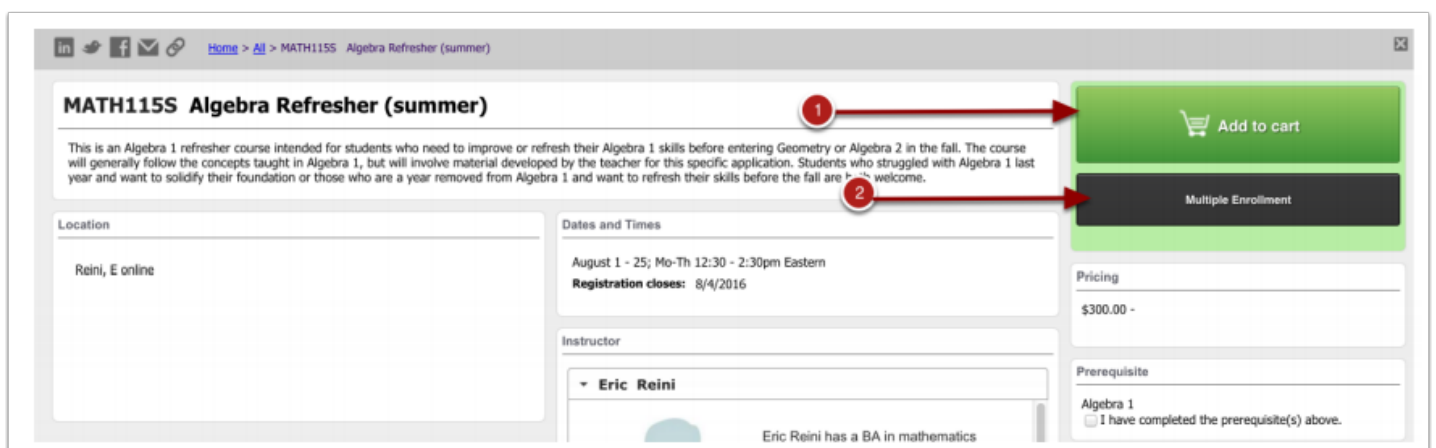 in
Home > All > MATH115S Algebra Refresher (summer)
MATH115S Algebra Refresher (summer)
This is an Algebra 1 refresher course intended for students who need to improve or refresh their Algebra 1 skills before entering Geometry or Algebra 2 in the fall. The course
will generally follow the concepts taught in Algebra 1, but will involve material developed by the teacher for this specific application. Students who struggled with Algebra 1 last
year and want to solidify their foundation or those who are a year removed from Algebra 1 and want to refresh their skills before the fall are welcome.
1
Add to cart
2
Multiple Enrollment
Location
Reini, E online
Dates and Times
August 1 - 25; Mo-Th 12:30 - 2:30pm Eastern
Registration closes: 8/4/2016
Instructor
Eric Reini
Eric Reini has a BA in mathematics
Pricing
$300.00 -
Prerequisite
Algebra 1
I have completed the prerequisite(s) above.